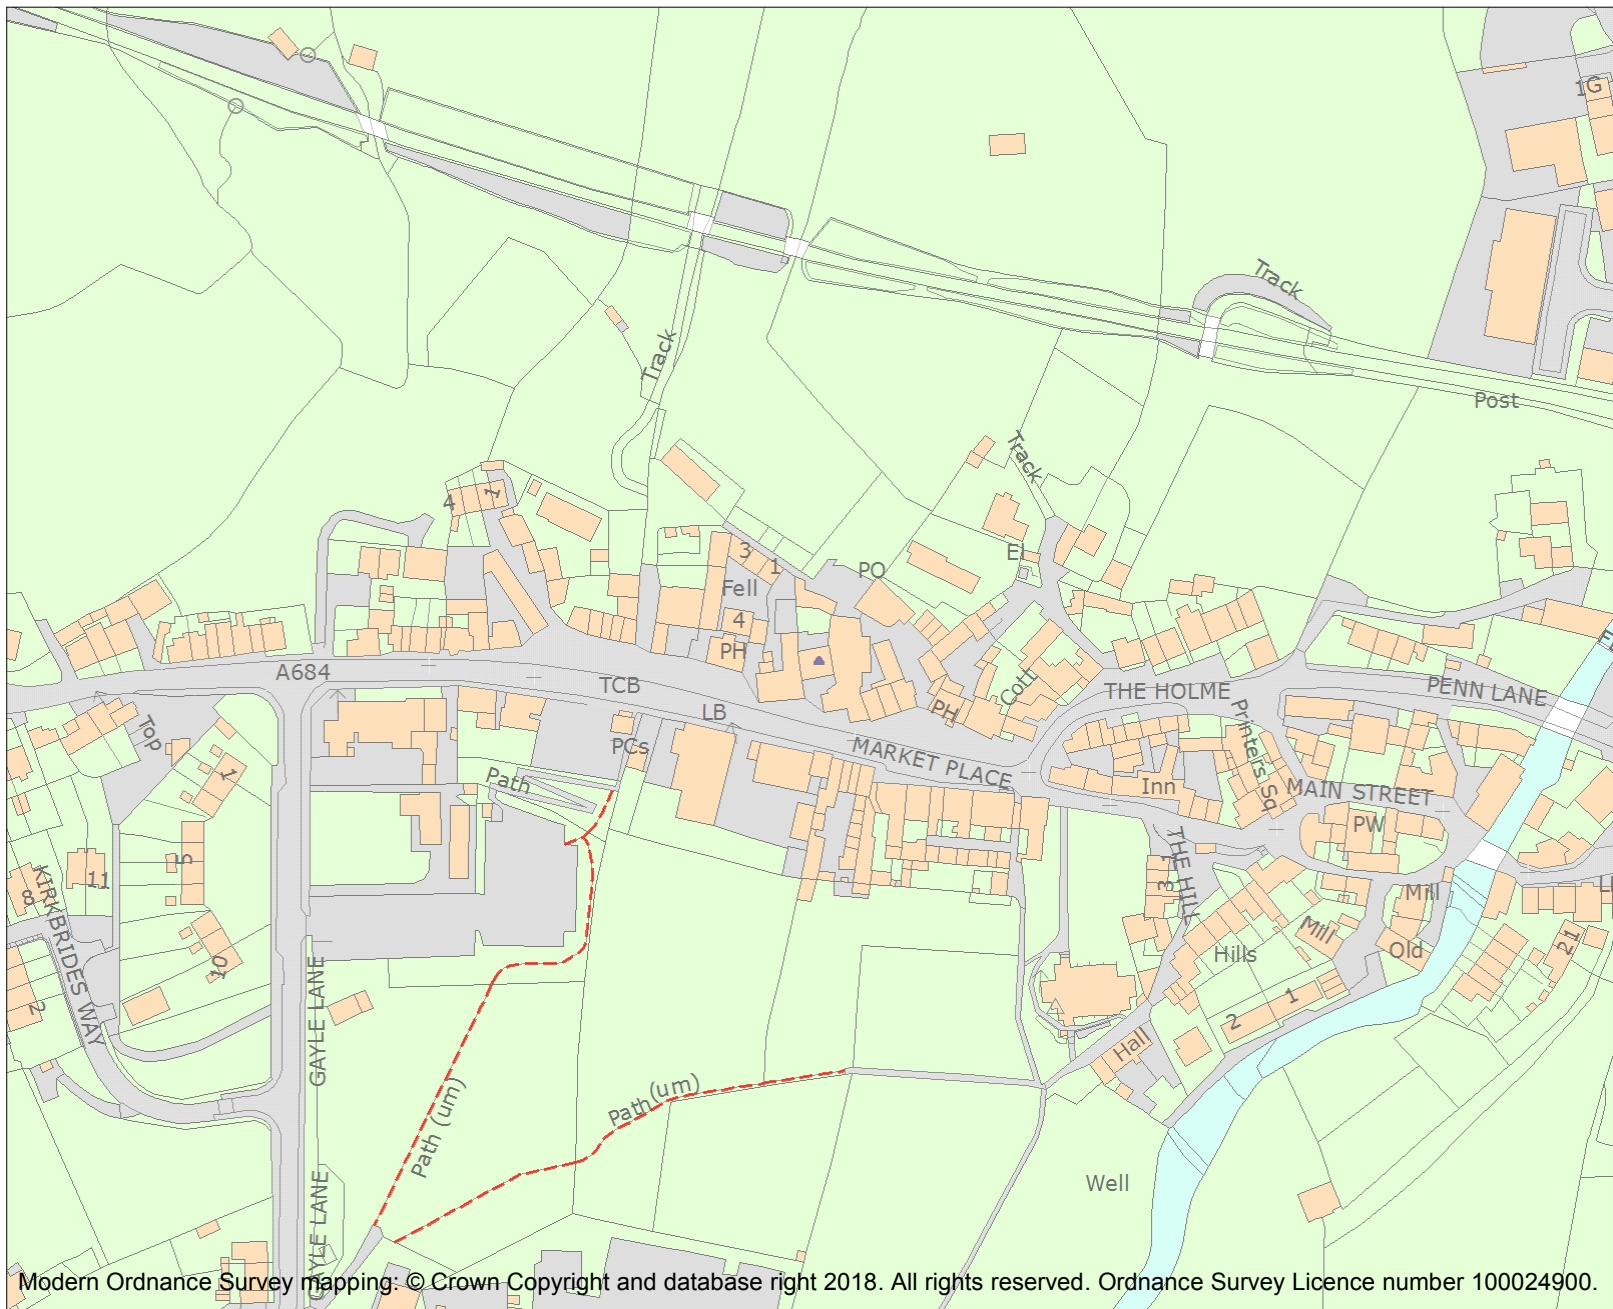 1G
Track
Track
Post
Track
4
1
El
PO
3
1
Fell
4
PH
A684
TCB
LB
PH
Cott
THE HOLME
PENN LANE
Top
PCs
MARKET PLACE
Printers Sq
1
Path
Inn
MAIN STREET
PW
5
11
8
KIRKBRIDES WAY
THE HILL
1
3
Mill
Mill
Old
Hills
21
10
2
GAYLE LANE
1
2
Hall
Path (um)
Path (um)
Well
GAYLE LANE
Modern Ordnance Survey mapping: © Crown Copyright and database right 2018. All rights reserved. Ordnance Survey Licence number 100024900.